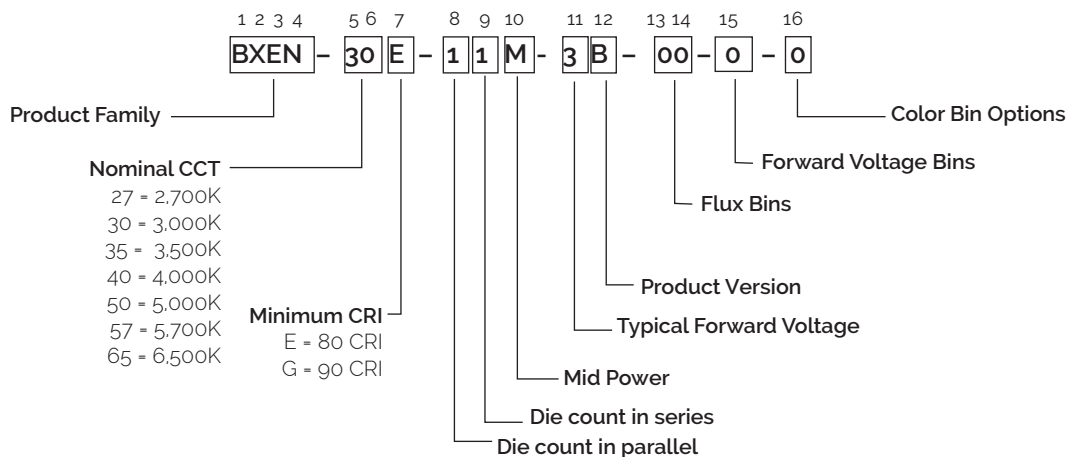 1 2 3 4 5 6 7 8 9 10 11 12 13 14 15 16
BXEN – 30 E – 1 1 M - 3 B – 00 – 0 – 0
Product Family
Color Bin Options
Nominal CCT
Forward Voltage Bins
27 = 2,700K
30 = 3,000K
35 = 3,500K
40 = 4,000K
50 = 5,000K
57 = 5,700K
65 = 6,500K
Flux Bins
Product Version
Minimum CRI
E = 80 CRI
G = 90 CRI
Typical Forward Voltage
Mid Power
Die count in series
Die count in parallel